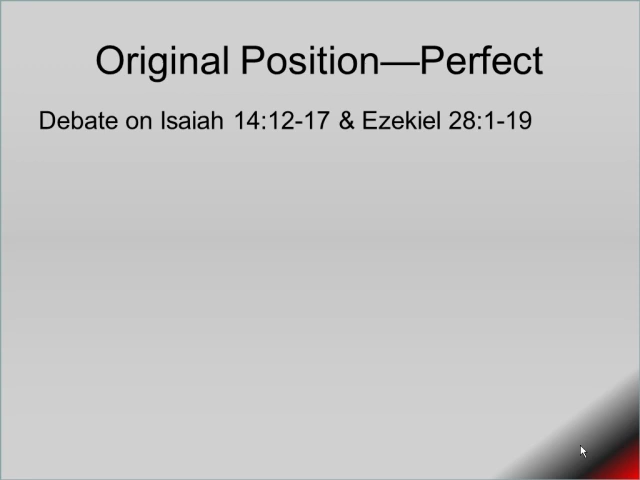 Original Position—Perfect
Debate on Isaiah 14:12-17 & Ezekiel 28:1-19